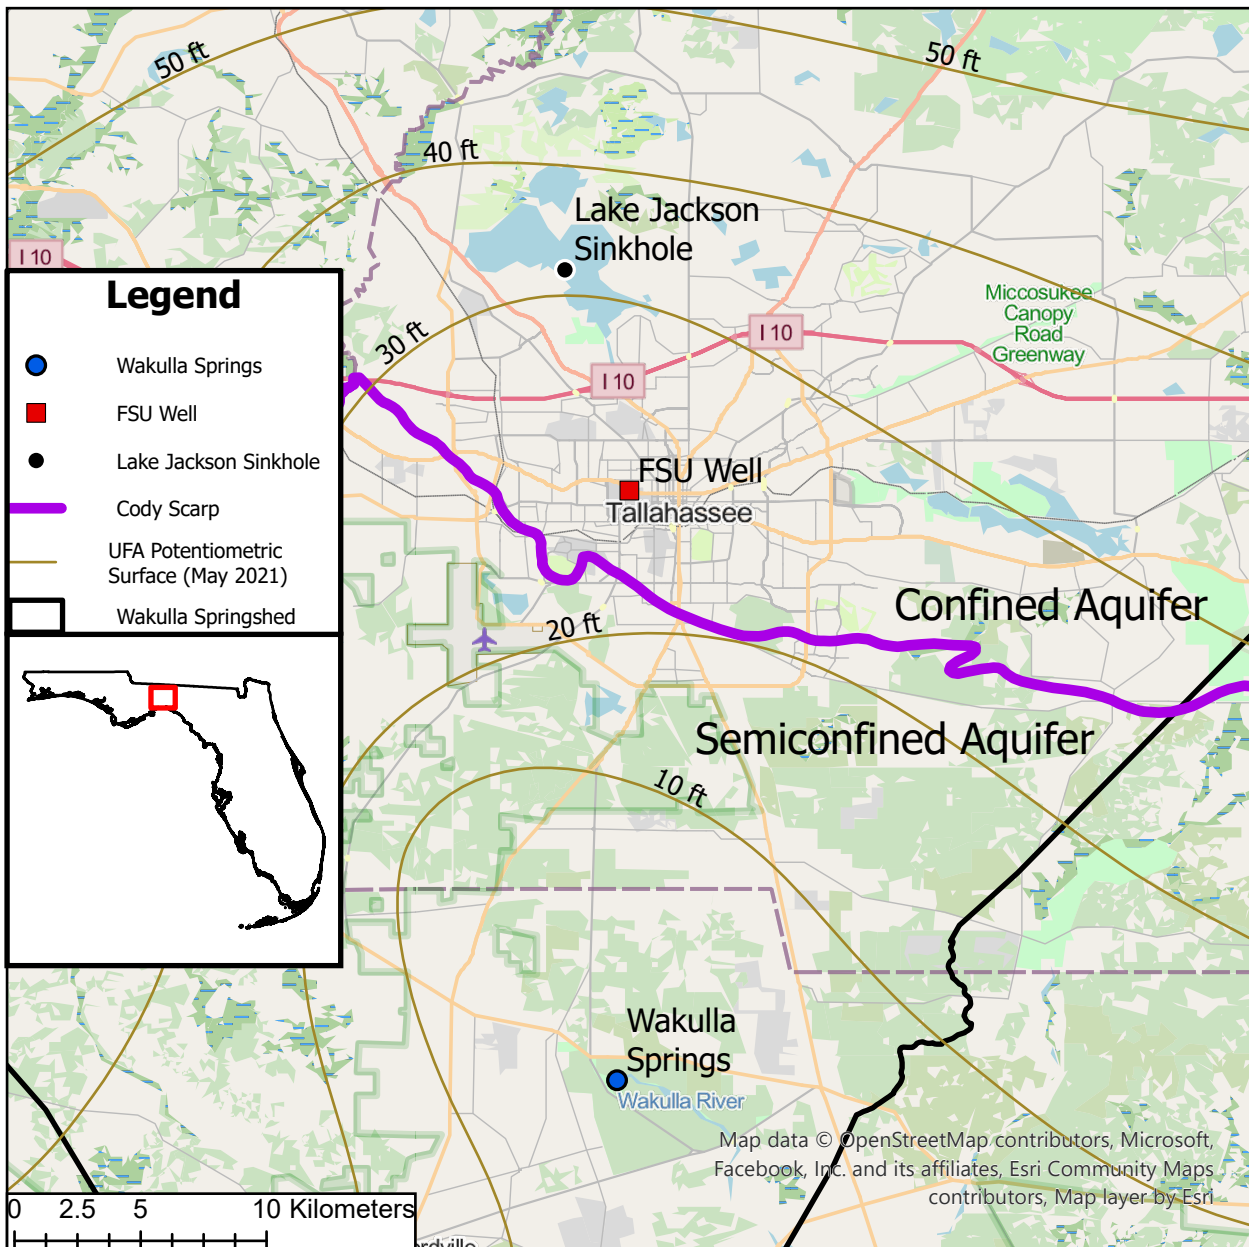 50 ft
50 ft
40 ft
Lake Jackson
Sinkhole
I 10
Legend
Wakulla Springs
FSU Well
Lake Jackson Sinkhole
Cody Scarp
UFA Potentiometric
Surface (May 2021)
Wakulla Springshed
Miccosukee
Canopy
Road
Greenway
30 ft
I 10
I 10
FSU Well
Tallahassee
Confined Aquifer
20 ft
Semiconfined Aquifer
10 ft
Wakulla
Springs
Wakulla River
Map data © OpenStreetMap contributors, Microsoft,
Facebook, Inc. and its affiliates, Esri Community Maps
contributors, Map layer by Esri
0 2.5 5 10 Kilometers